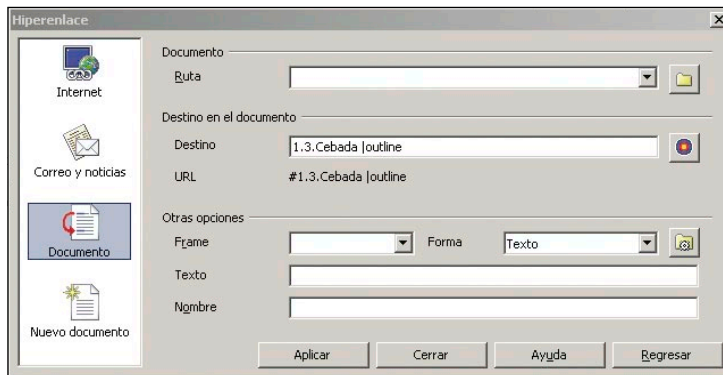 Hiperenlace
Internet
Correo y noticias
Documento
Nuevo documento
Documento
Ruta
Destino en el documento
Destino 1.3.Cebada |outline
URL #1.3.Cebada |outline
Otras opciones
Frame Forma Texto
Texto
Nombre
Aplicar Cerrar Ayuda Regresar